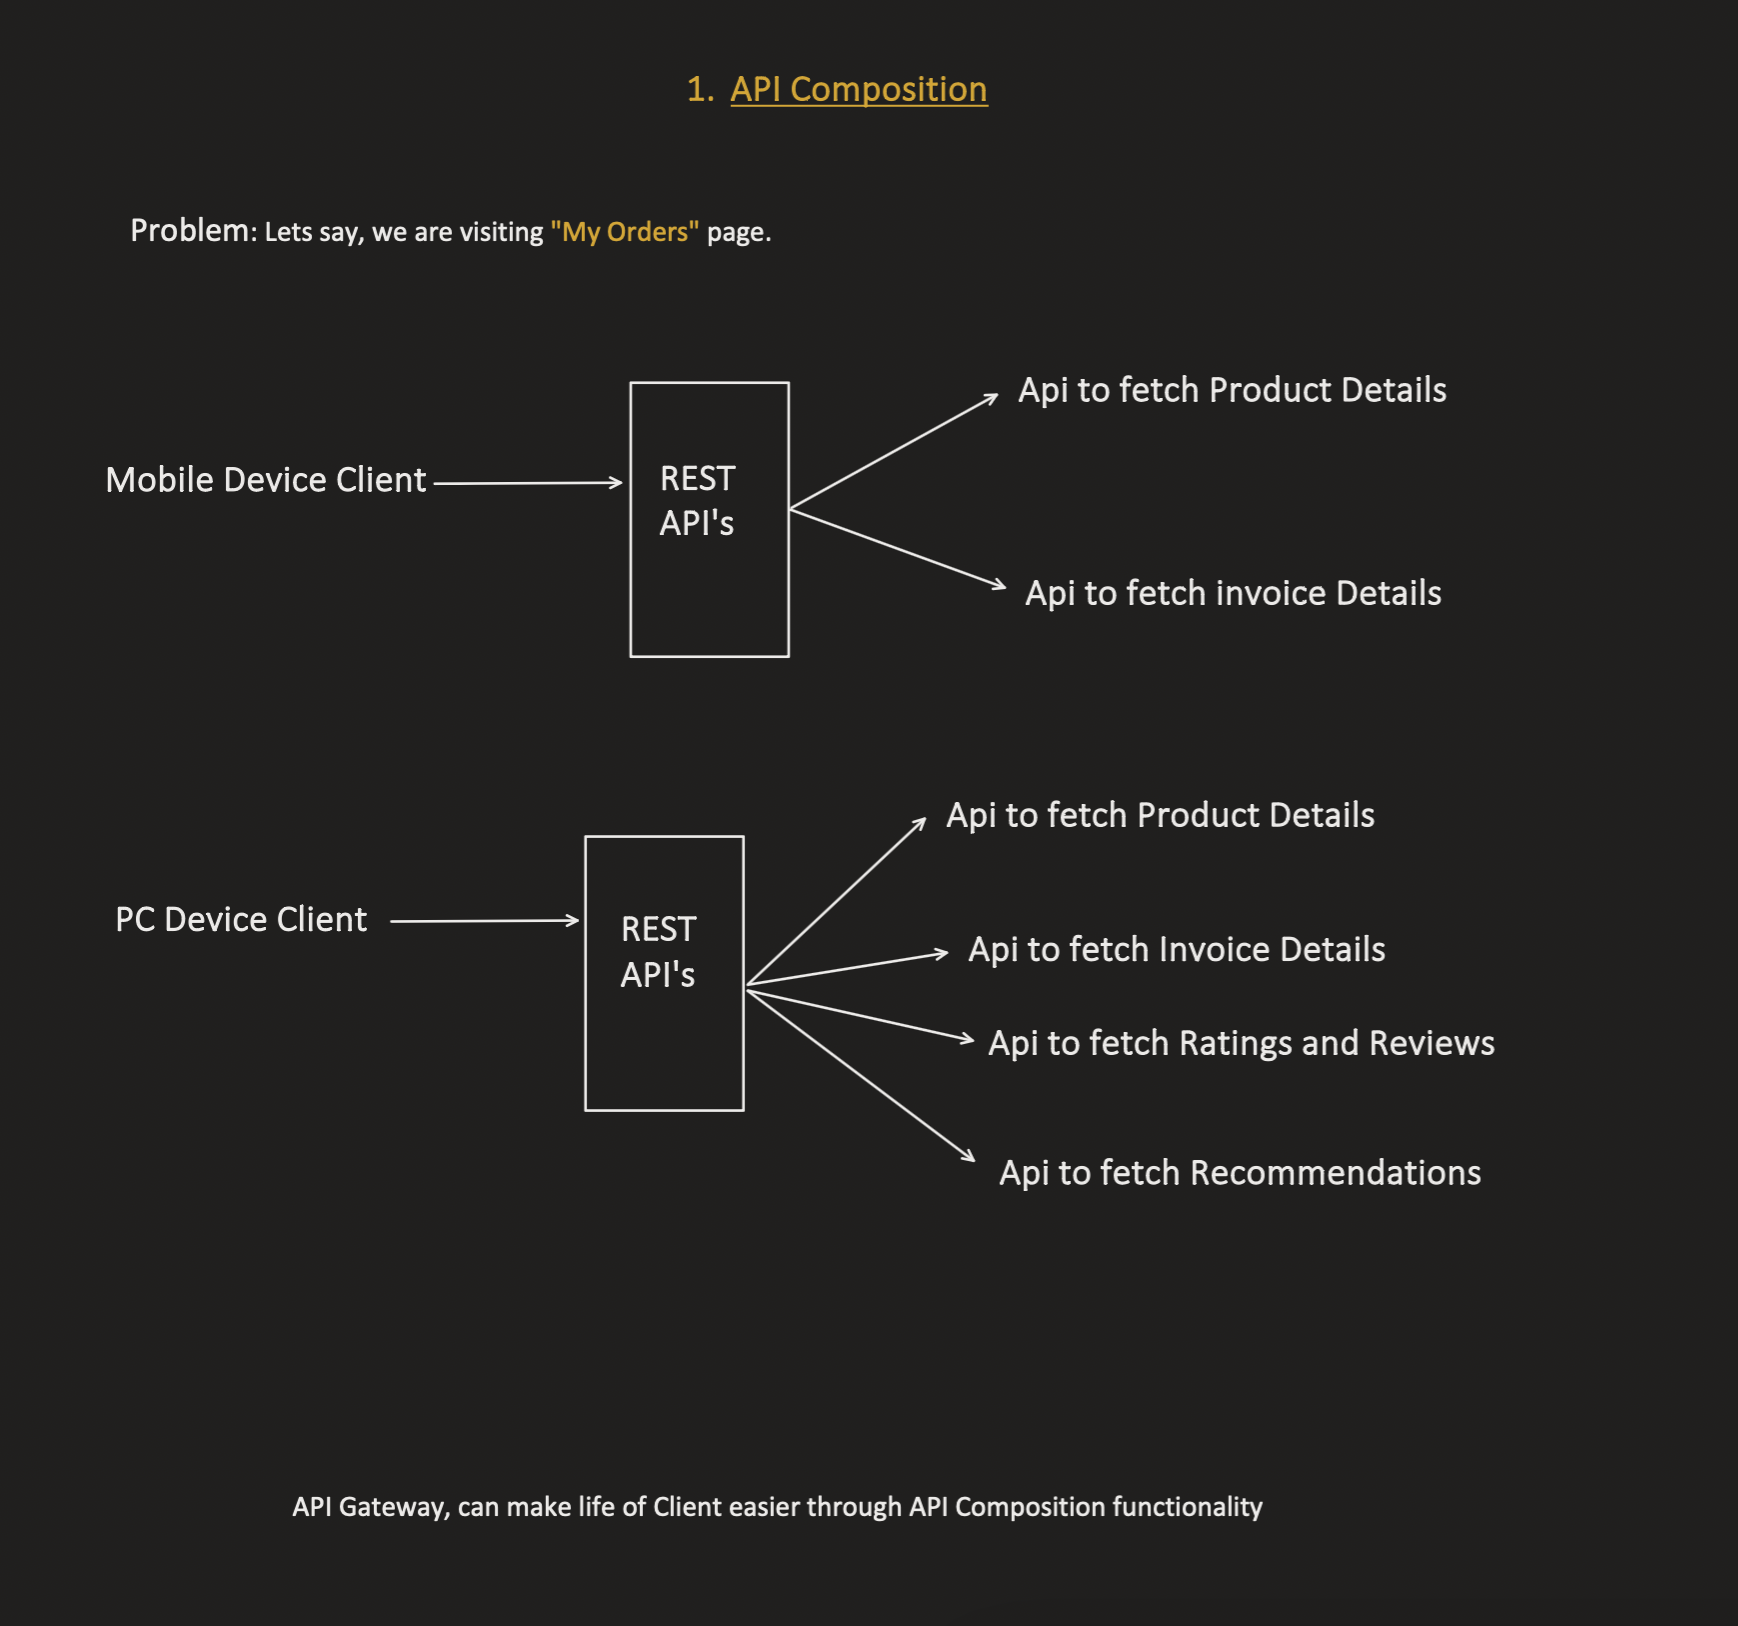 1. API Composition
Problem: Lets say, we are visiting "My Orders" page.
Api to fetch Product Details
Mobile Device Client
REST
API's
Api to fetch invoice Details
Api to fetch Product Details
PC Device Client
REST
API's
Api to fetch Invoice Details
Api to fetch Ratings and Reviews
Api to fetch Recommendations
API Gateway, can make life of Client easier through API Composition functionality